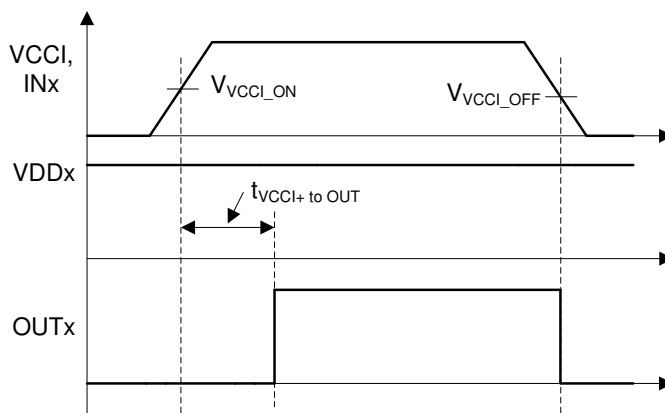 VCCI,
INx
VVCCI_ON
VVCCI_OFF
VDDx
tVCCI+ to OUT
OUTx